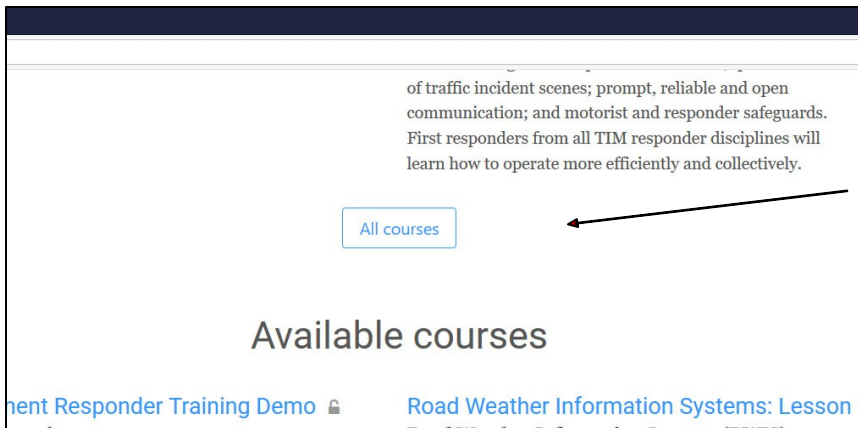 of traffic incident scenes; prompt, reliable and open
communication; and motorist and responder safeguards.
First responders from all TIM responder disciplines will
learn how to operate more efficiently and collectively.
All courses
Available courses
Responder Training Demo
Road Weather Information Systems: Lesson